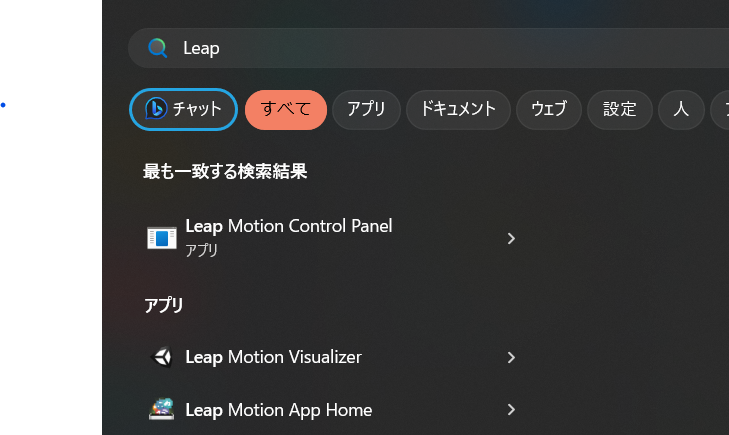 Leap
チャット すべて アプリ ドキュメント ウェブ 設定 人
最も一致する検索結果
Leap Motion Control Panel
アプリ
アプリ
Leap Motion Visualizer
Leap Motion App Home